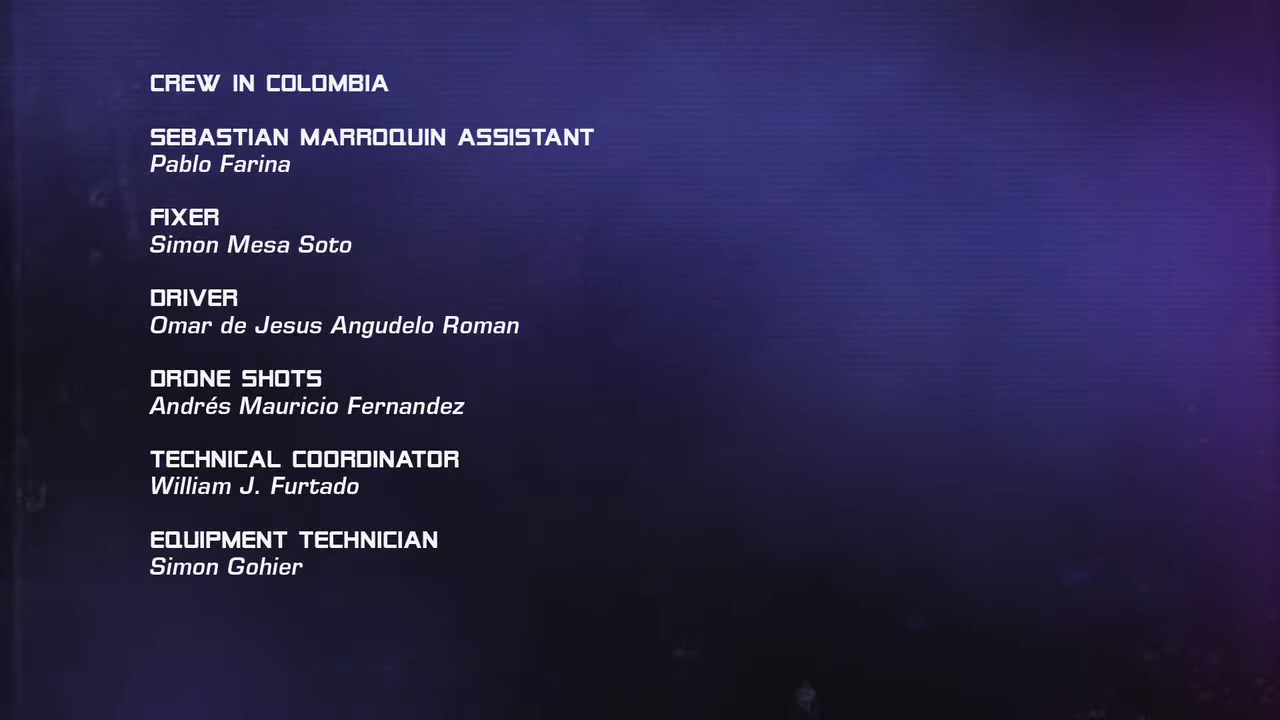 CREW IN COLOMBIA
SEBASTIAN MARROQUIN ASSISTANT
Pablo Farina
FIXER
Simon Mesa Soto
DRIVER
Omar de Jesus Angudelo Roman
DRONE SHOTS
Andrés Mauricio Fernandez
TECHNICAL COORDINATOR
William J. Furtado
EQUIPMENT TECHNICIAN
Simon Gohier